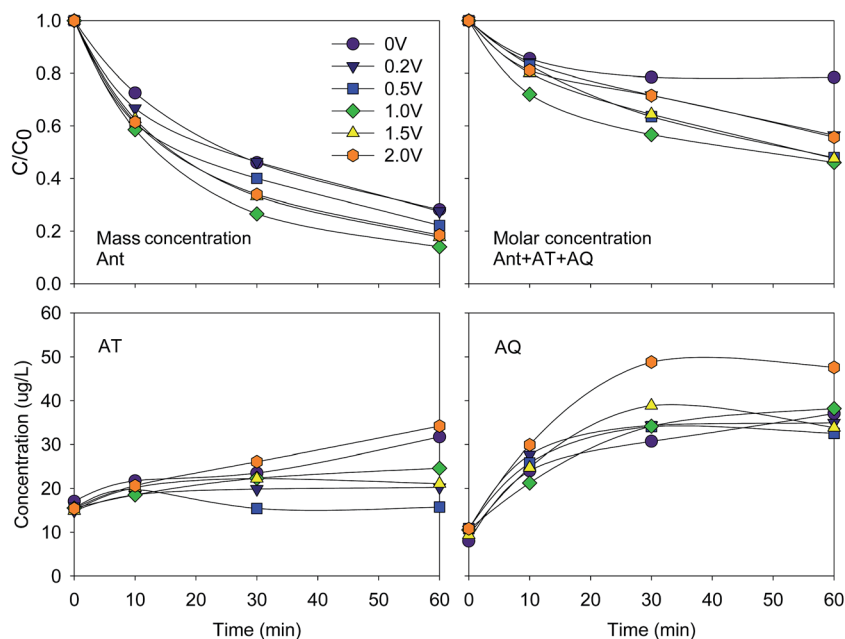 1.0
0.8
0.6
0.4
0.2
0.0
C/C0
0V
0.2V
0.5V
1.0V
1.5V
2.0V
Mass concentration
Ant
Molar concentration
Ant+AT+AQ
60
50
40
30
20
10
0
Concentration (ug/L)
AT
AQ
0 10 20 30 40 50 60
0 10 20 30 40 50 60
Time (min)
Time (min)